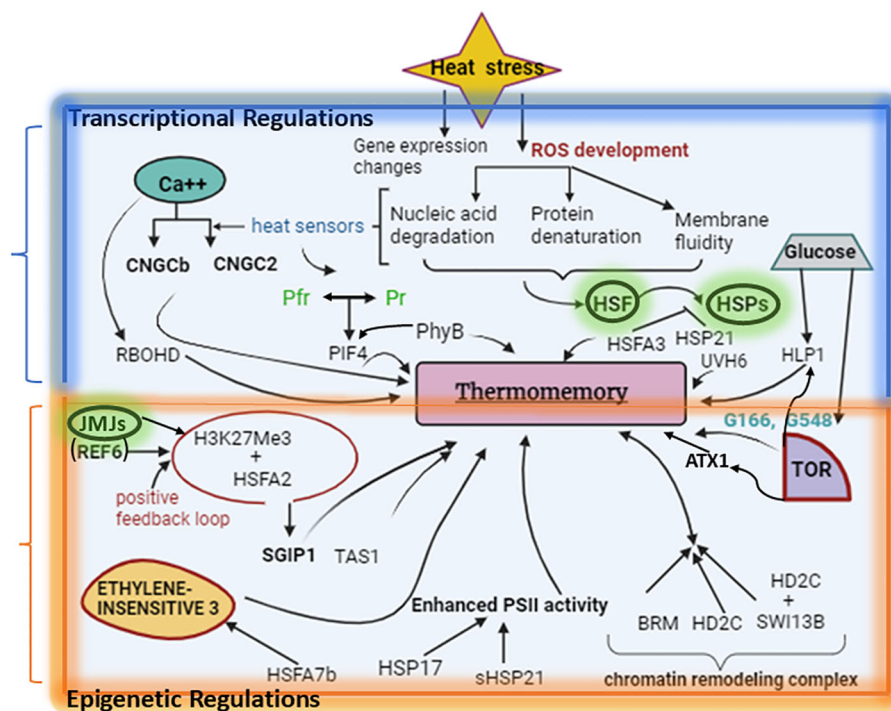 Heat stress
Transcriptional Regulations
Gene expression
changes
ROS development
Ca++
heat sensors
Nucleic acid
degradation
Protein
denaturation
Membrane
fluidity
CNGCb
CNGC2
Glucose
Pfr
Pr
HSF
HSPs
PhyB
RBOHD
PIF4
HSFA3
HSP21
UVH6
HLP1
Thermomemory
JMJs
(REF6)
H3K27Me3
+
HSFA2
G166, G548
ATX1
TOR
positive
feedback loop
SGIP1
TAS1
ETHYLENE-
INSENSITIVE 3
Enhanced PSII activity
HD2C
+
SWI13B
BRM
HD2C
HSFA7b
HSP17
sHSP21
chromatin remodeling complex
Epigenetic Regulations